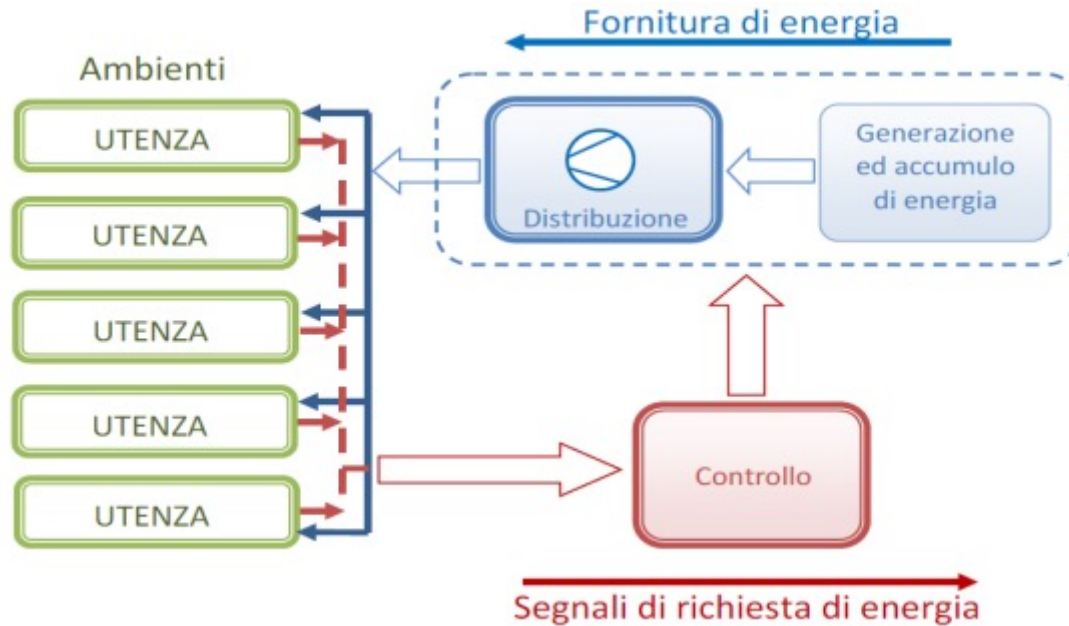 Fornitura di energia
Ambienti
UTENZA
UTENZA
UTENZA
UTENZA
UTENZA
Distribuzione
Generazione
ed accumulo
di energia
Controllo
Segnali di richiesta di energia